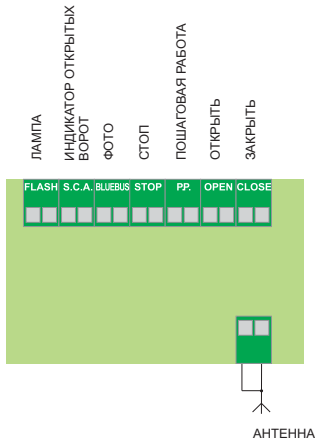 ЛАМПА
ИНДИКАТОР ОТКРЫТЫХ
ВОРОТ
ФОТО
СТОП
ПОШАГОВАЯ РАБОТА
ОТКРЫТЬ
ЗАКРЫТЬ
FLASH S.C.A. BLUEBUS STOP P.P. OPEN CLOSE
АНТЕННА